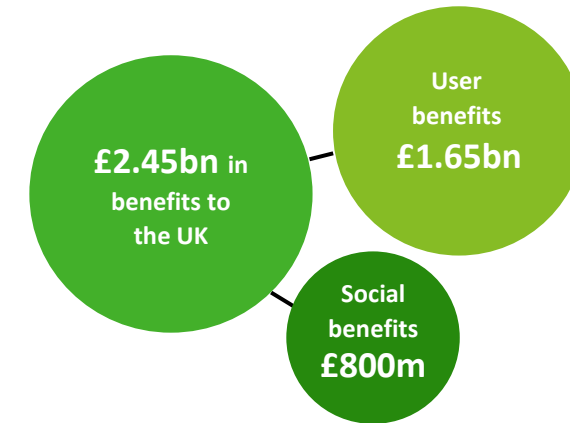 £2.45bn in
benefits to
the UK
User
benefits
£1.65bn
Social
benefits
£800m